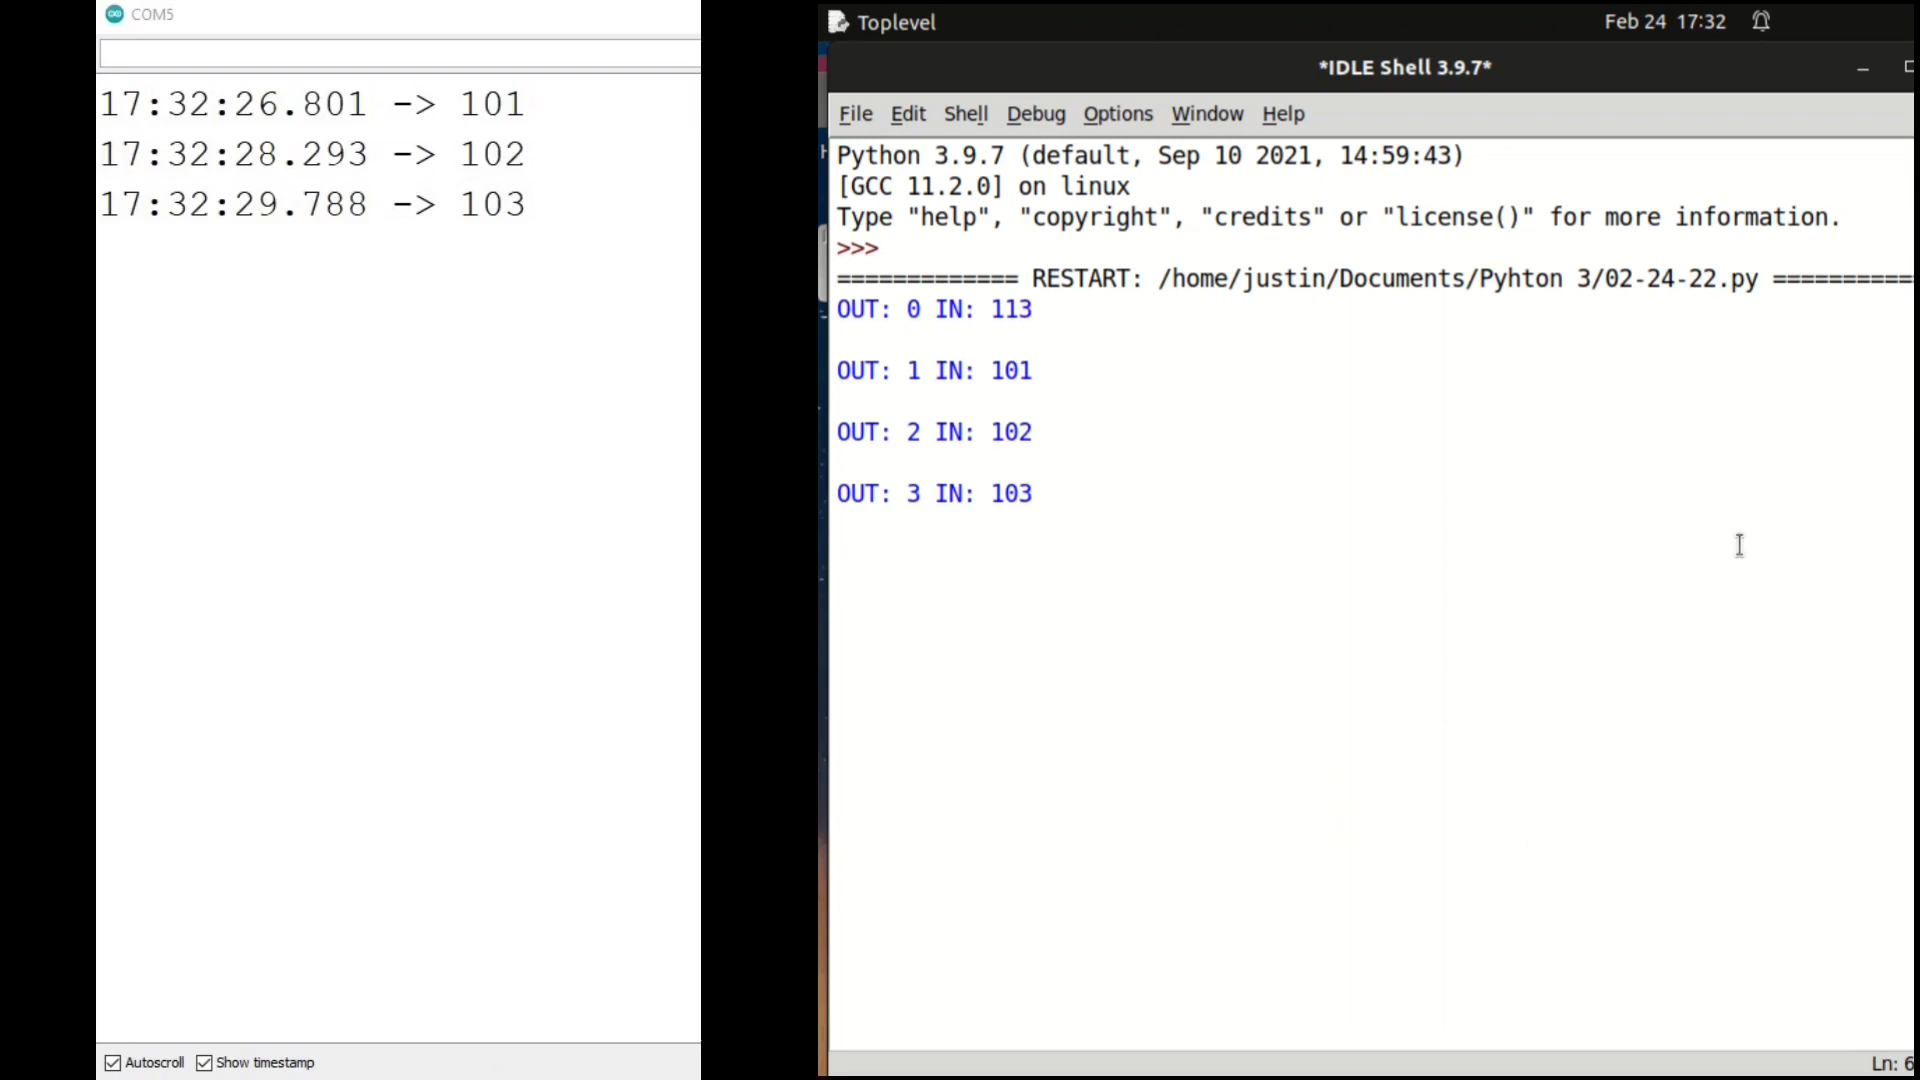 COM5
17:32:26.801 -> 101
17:32:28.293 -> 102
17:32:29.788 -> 103
Autoscroll Show timestamp
Toplevel Feb 24 17:32
*IDLE Shell 3.9.7*
File Edit Shell Debug Options Window Help
Python 3.9.7 (default, Sep 10 2021, 14:59:43)
[GCC 11.2.0] on linux
Type "help", "copyright", "credits" or "license()" for more information.
>>>
============= RESTART: /home/justin/Documents/Pyhton 3/02-24-22.py ==========
OUT: 0 IN: 113
OUT: 1 IN: 101
OUT: 2 IN: 102
OUT: 3 IN: 103
Ln: 6